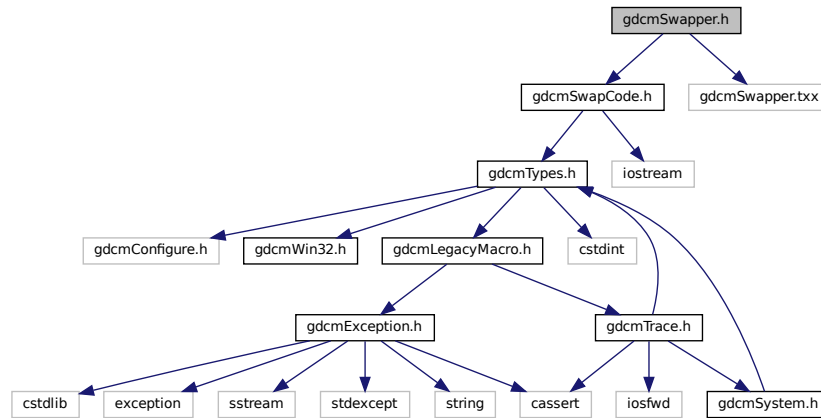 gdcmSwapper.h
gdcmSwapCode.h
gdcmSwapper.txx
gdcmTypes.h
iostream
gdcmConfigure.h
gdcmWin32.h
gdcmLegacyMacro.h
cstdint
gdcmException.h
gdcmTrace.h
cstdlib
exception
sstream
stdexcept
string
cassert
iosfwd
gdcmSystem.h